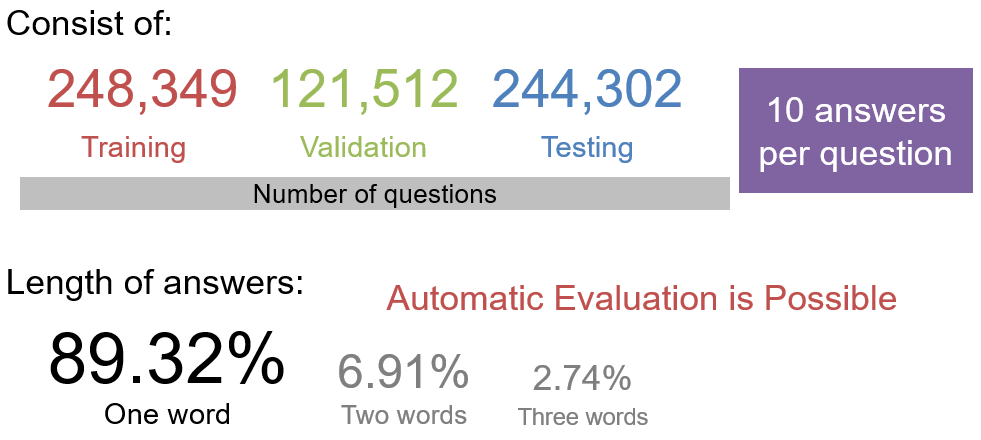 Consist of:
248,349 121,512 244,302
Training Validation Testing
Number of questions
10 answers
per question
Length of answers:
Automatic Evaluation is Possible
89.32% 6.91% 2.74%
One word Two words Three words